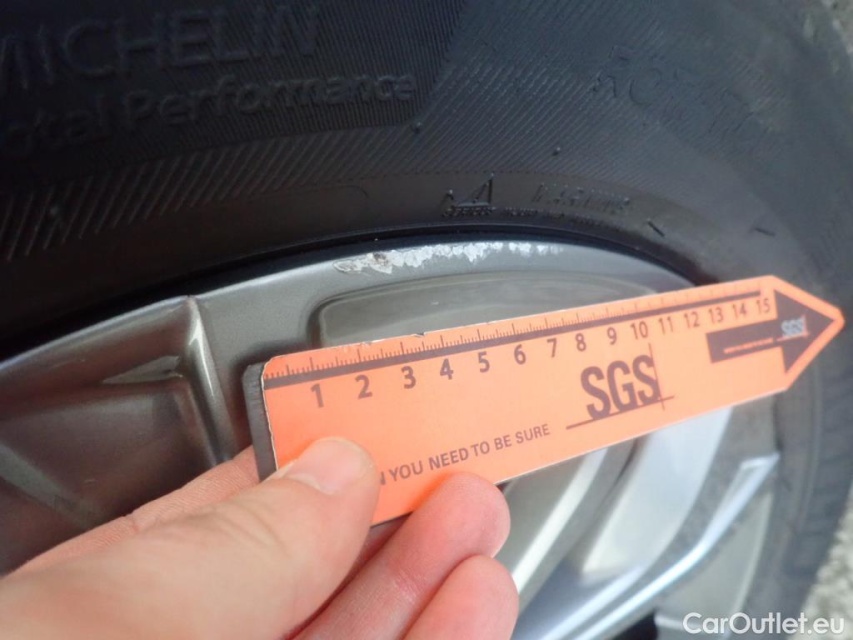 MICHELIN
Total Performance
1 2 3 4 5 6 7 8 9 10 11 12 13 14 15
SGS
SGS
YOU NEED TO BE SURE
CarOutlet.eu